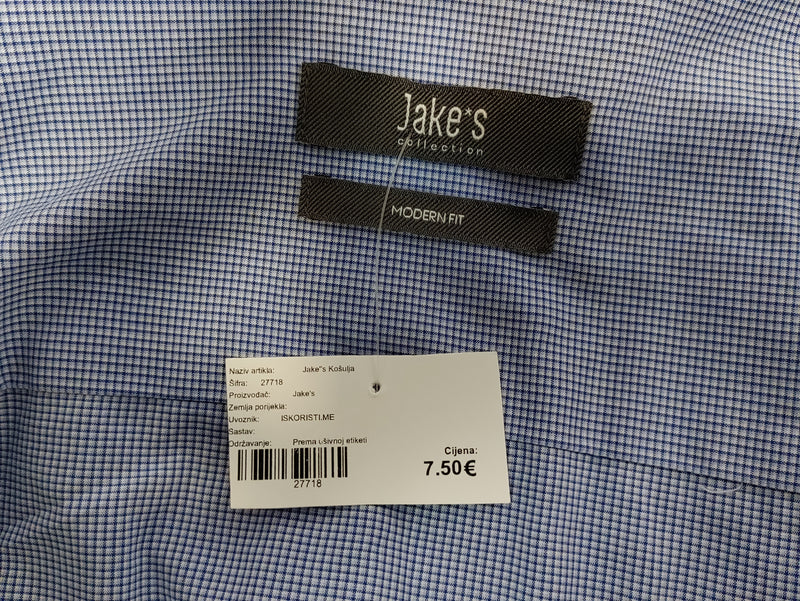 Jake*s
collection
MODERN FIT
Naziv artikla: Jake"s Košulja
Šifra: 27718
Proizvođač: Jake's
Zemlja porijekla:
Uvoznik: ISKORISTI.ME
Sastav:
Održavanje: Prema ušivnoj etiketi
27718
Cijena:
7.50€